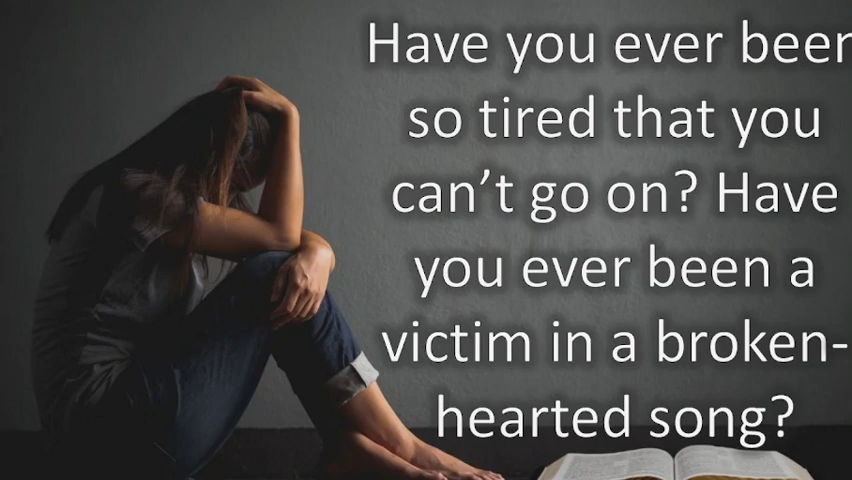 Have you ever been
so tired that you
can’t go on? Have
you ever been a
victim in a broken-
hearted song?